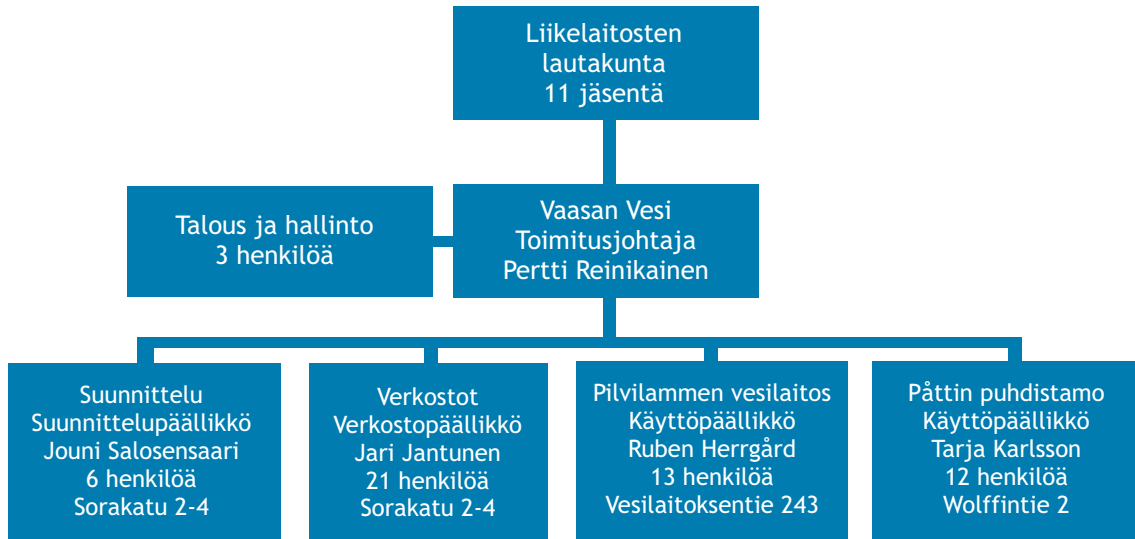 Liikelaitosten
lautakunta
11 jäsentä
Talous ja hallinto
3 henkilöä
Vaasan Vesi
Toimitusjohtaja
Pertti Reinikainen
Suunnittelu
Suunnittelupäällikkö
Jouni Salosensaari
6 henkilöä
Sorakatu 2-4
Verkostot
Verkostopäällikkö
Jari Jantunen
21 henkilöä
Sorakatu 2-4
Pilvilammen vesilaitos
Käyttöpäällikkö
Ruben Herrgård
13 henkilöä
Vesilaitoksentie 243
Påttin puhdistamo
Käyttöpäällikkö
Tarja Karlsson
12 henkilöä
Wolffintie 2